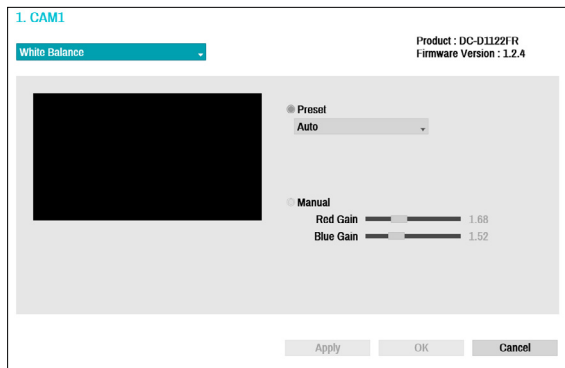 1. CAM1
White Balance
Product : DC-D1122FR
Firmware Version : 1.2.4
Preset
Auto
Manual
Red Gain 1.68
Blue Gain 1.52
Apply OK Cancel